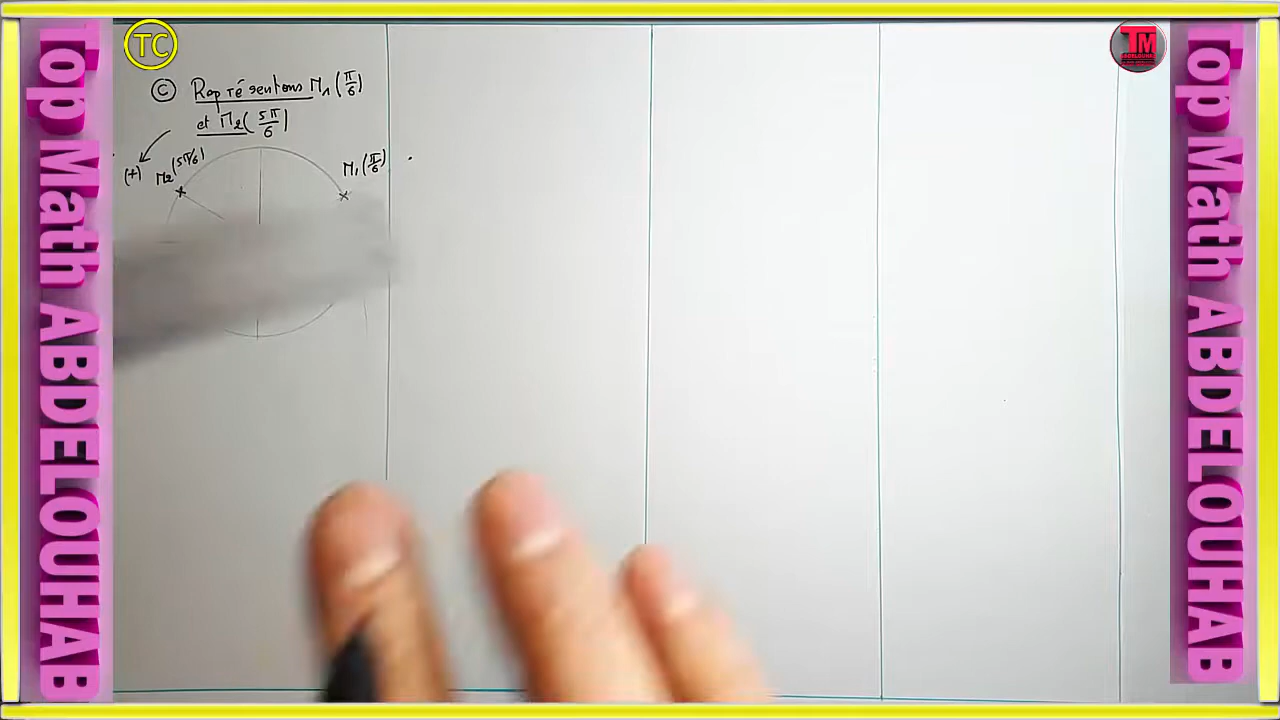 Top Math ABDELOUHAB
TC
TM
ABDELOUHAB
© Représentons M₁(π/6)
et M₂(5π/6)
(+)
M₂(5π/6)
M₁(π/6)
Top Math ABDELOUHAB